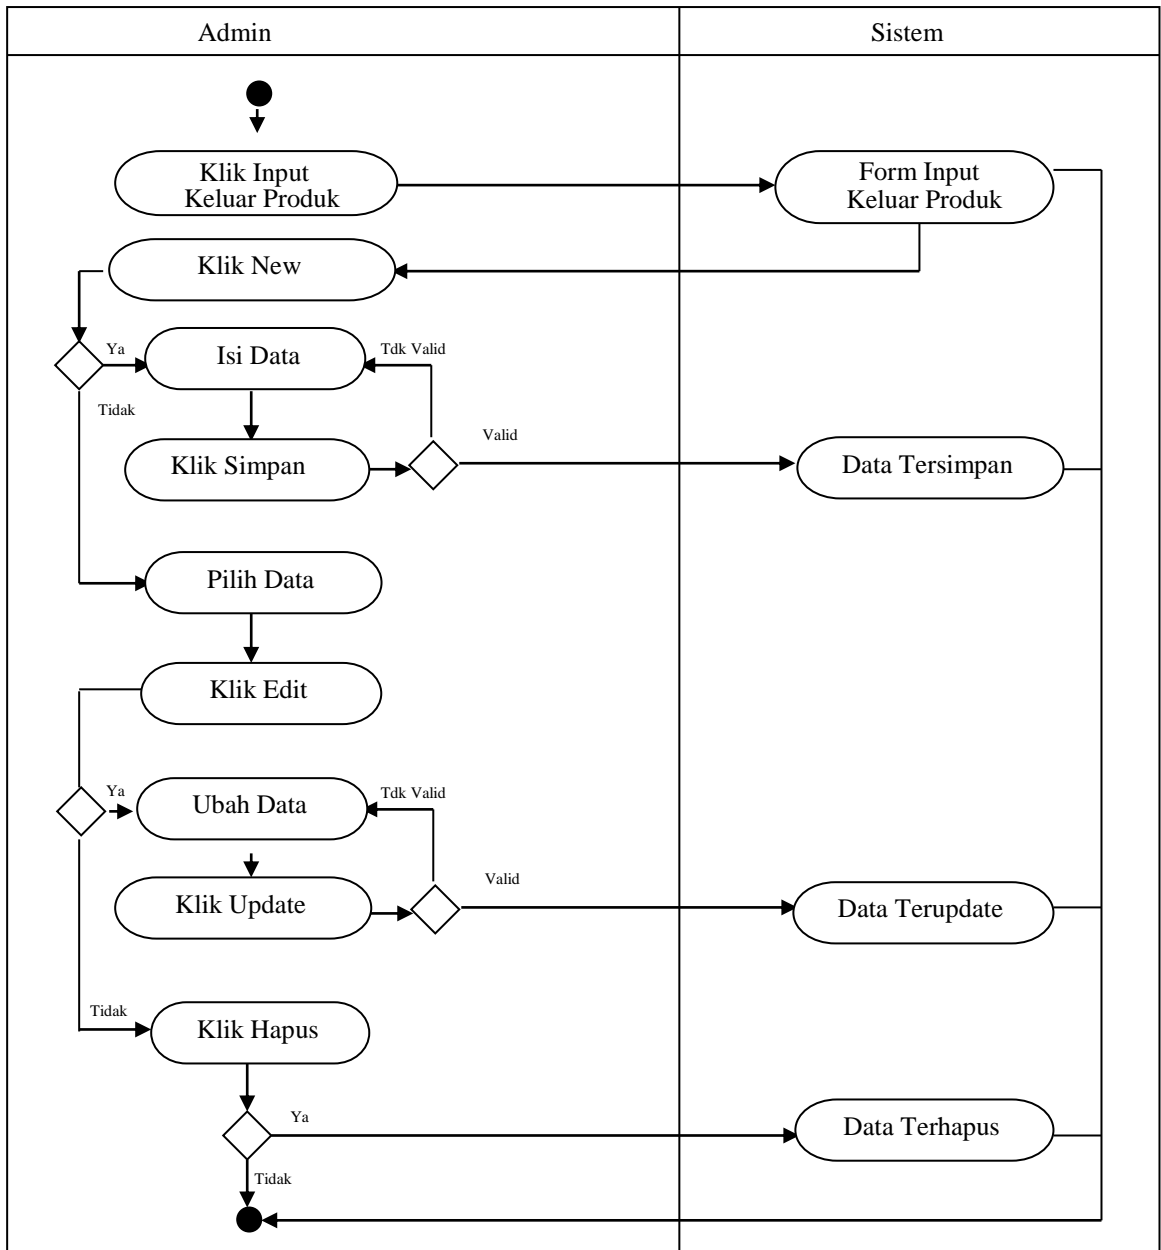 Admin
Sistem
Klik Input
Keluar Produk
Form Input
Keluar Produk
Klik New
Ya
Isi Data
Tdk Valid
Tidak
Klik Simpan
Valid
Data Tersimpan
Pilih Data
Klik Edit
Ya
Ubah Data
Tdk Valid
Klik Update
Valid
Data Terupdate
Tidak
Klik Hapus
Ya
Data Terhapus
Tidak